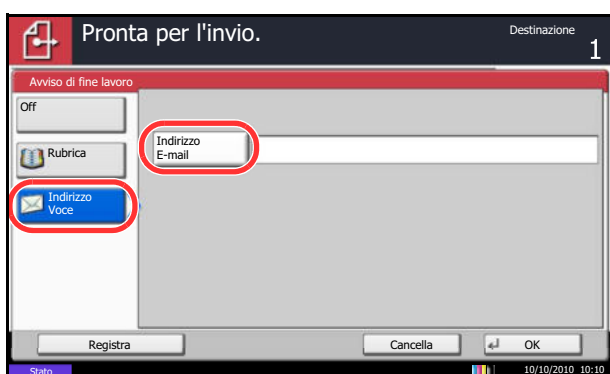 Pronta per l'invio.
Destinazione
1
Avviso di fine lavoro
Off
Rubrica
Indirizzo
Voce
Indirizzo
E-mail
Registra
Cancella
OK
Stato
10/10/2010 10:10